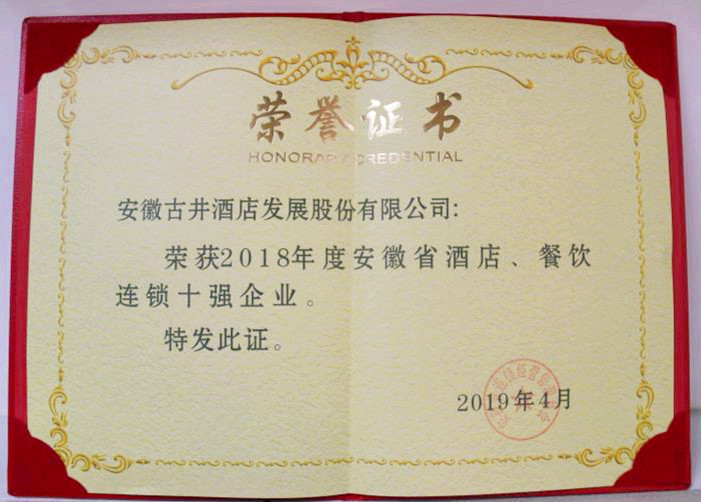 荣誉证书
HONORARY CREDENTIAL
安徽古井酒店发展股份有限公司:
荣获2018年度安徽省酒店、餐饮
连锁十强企业。
特发此证。
2019年4月